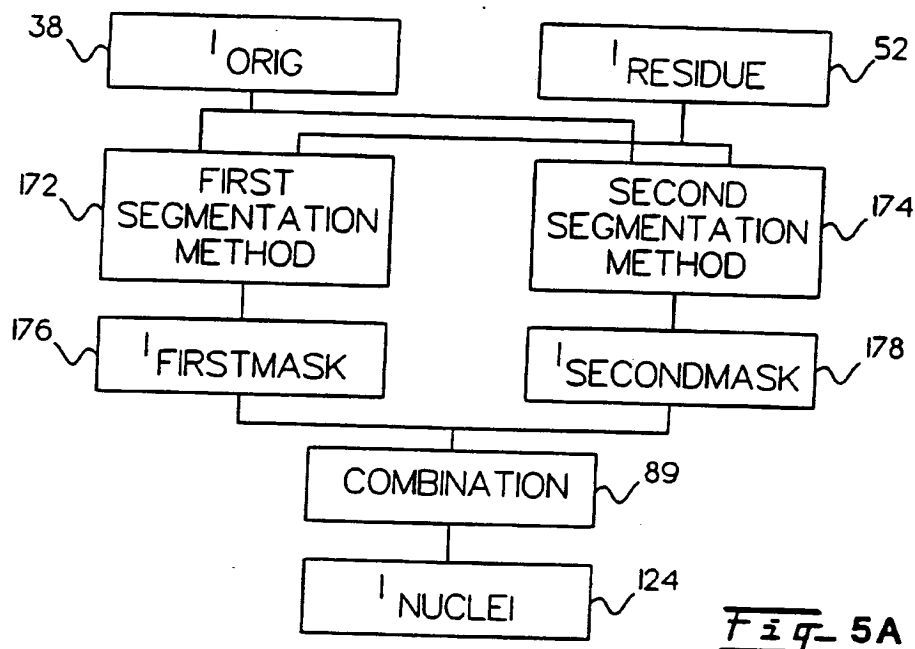 38
I ORIG
I RESIDUE
52
172
FIRST
SEGMENTATION
METHOD
SECOND
SEGMENTATION
METHOD
174
176
I FIRSTMASK
I SECONDMASK
178
COMBINATION
89
I NUCLEI
124
Fig- 5A